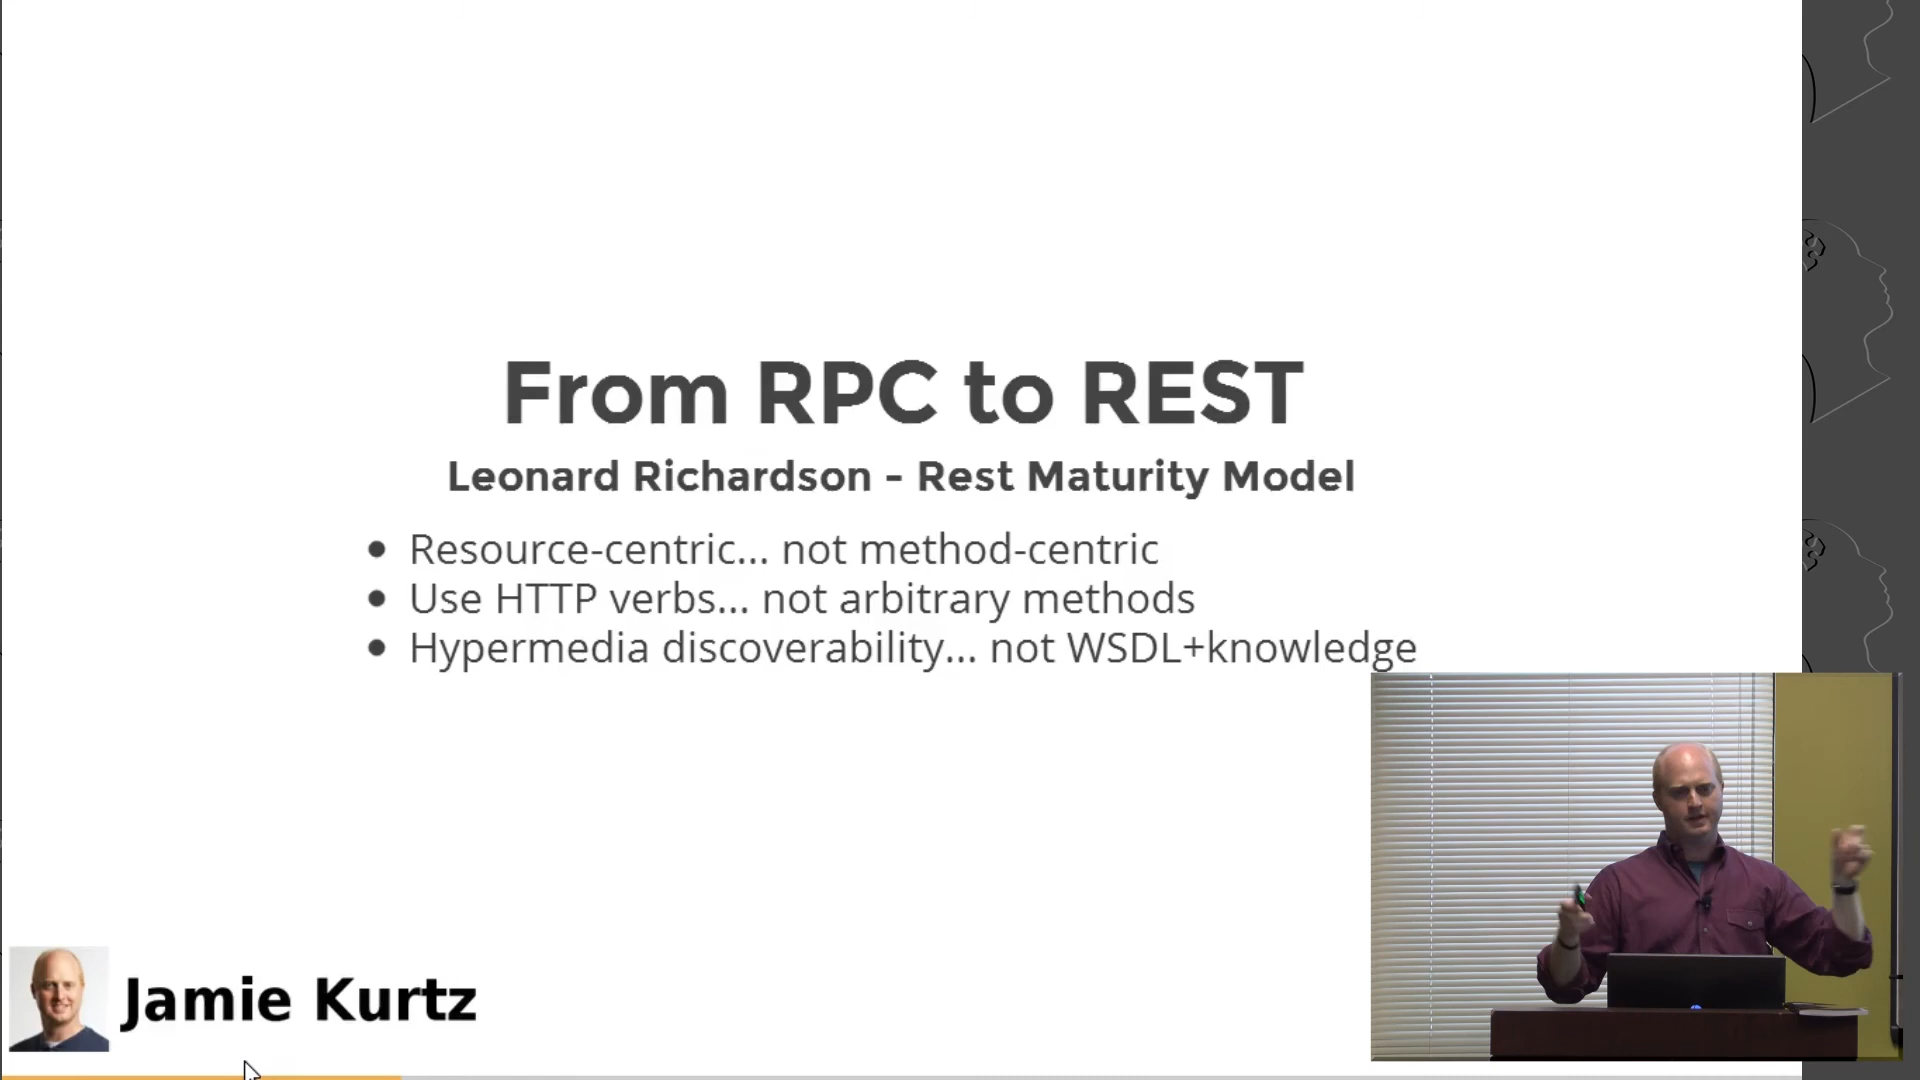 From RPC to REST
Leonard Richardson - Rest Maturity Model
• Resource-centric... not method-centric
• Use HTTP verbs... not arbitrary methods
• Hypermedia discoverability... not WSDL+knowledge
Jamie Kurtz